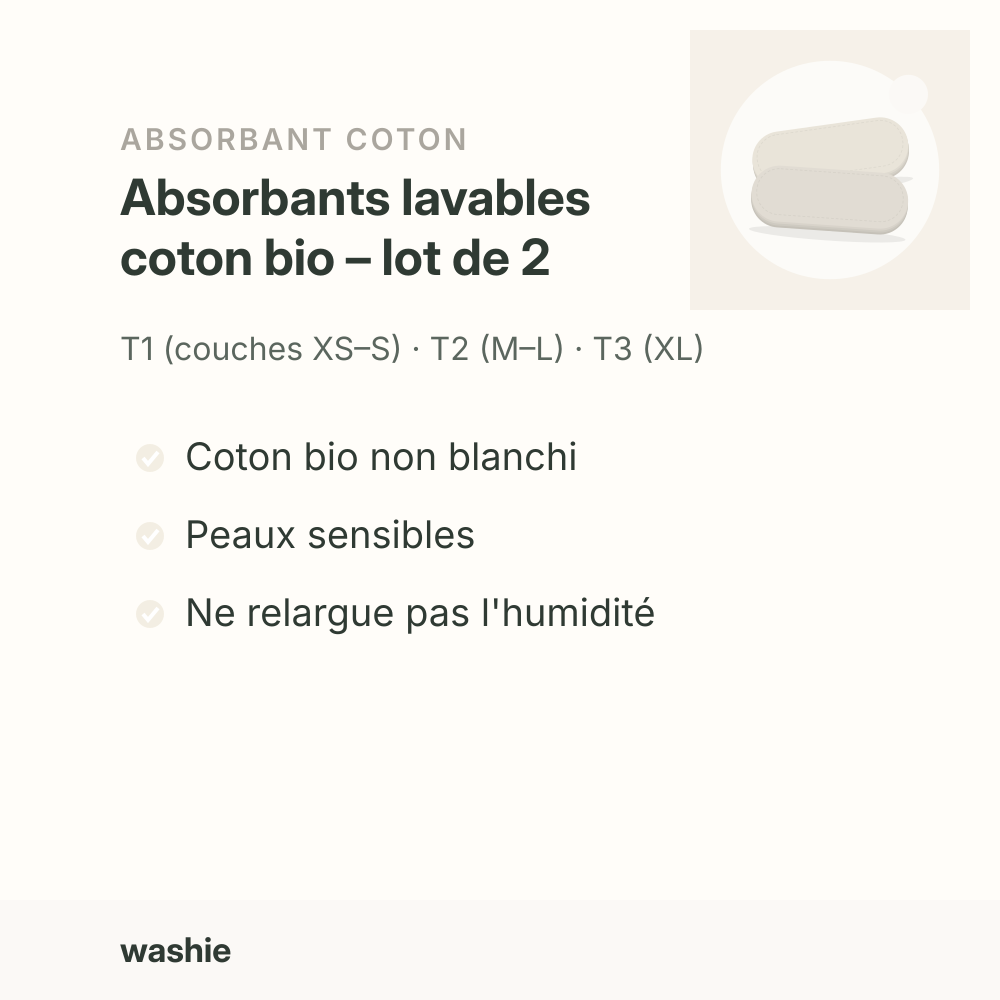 ABSORBANT COTON
Absorbants lavables
coton bio – lot de 2
T1 (couches XS–S) · T2 (M–L) · T3 (XL)
Coton bio non blanchi
Peaux sensibles
Ne relargue pas l'humidité
washie